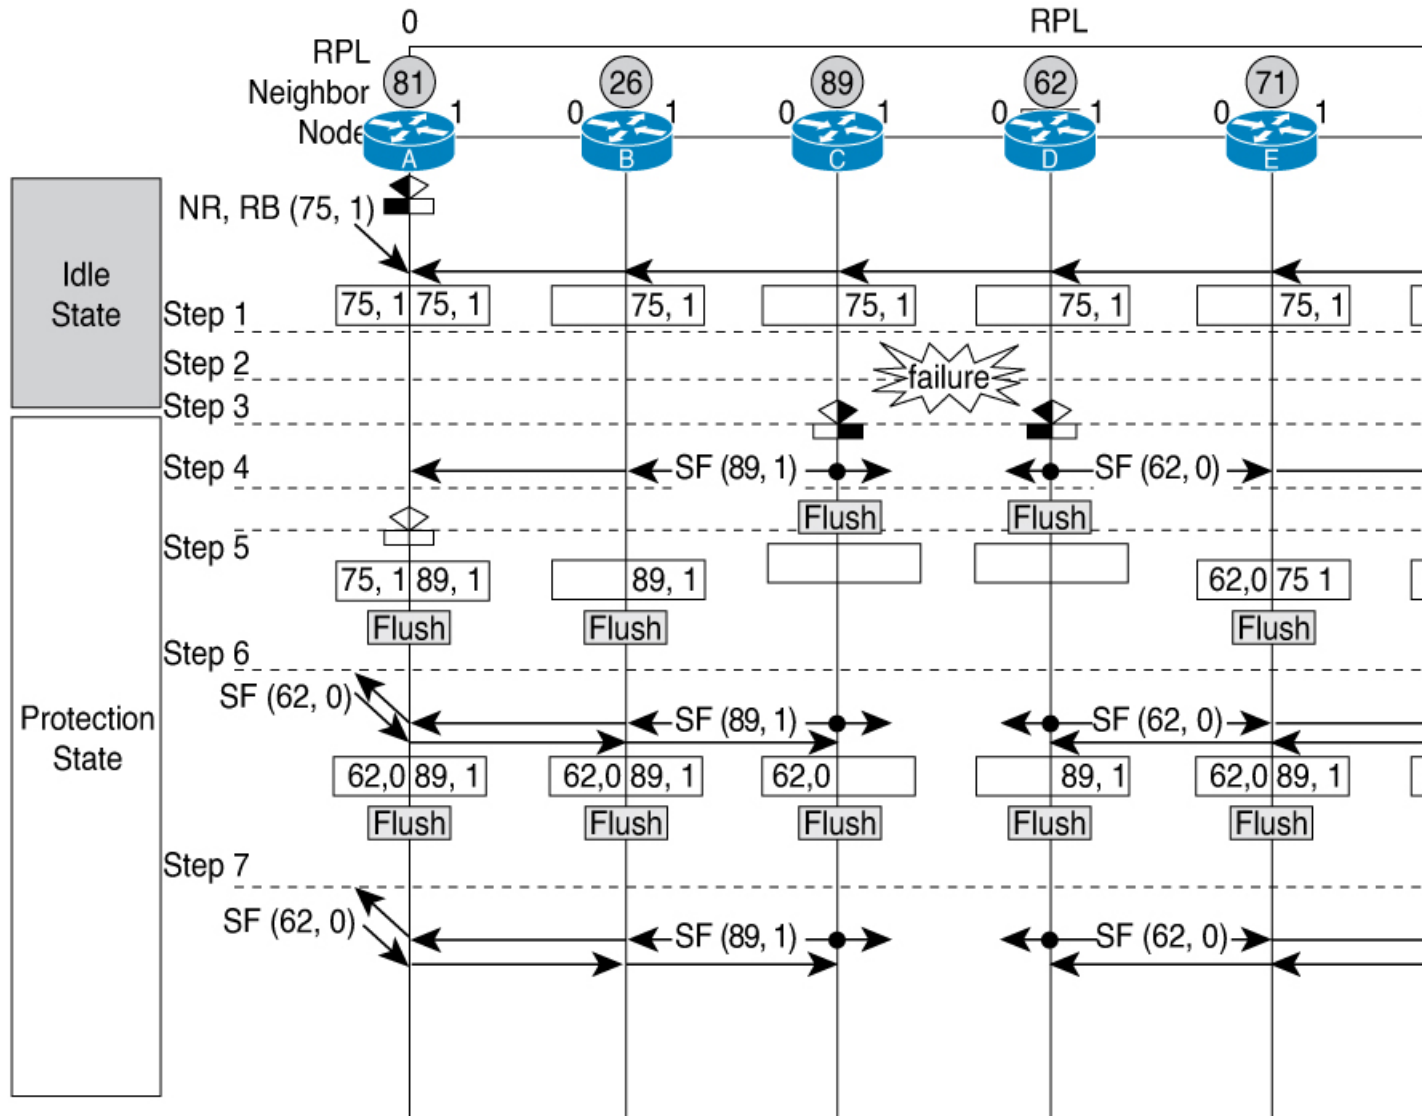 0 RPL
RPL
Neighbor
Node
81 26 89 62 71
1 0 1 0 1 0 1 0 1
A B C D E
NR, RB (75, 1)
Idle
State
Step 1
75, 1 75, 1 75, 1 75, 1 75, 1 75, 1
Step 2
failure
Step 3
Step 4
SF (89, 1) SF (62, 0)
Flush Flush
Step 5
75, 1 89, 1 89, 1 62,0 75 1
Flush Flush Flush
Step 6
Protection
State
SF (62, 0) SF (89, 1) SF (62, 0)
62,0 89, 1 62,0 89, 1 62,0 89, 1 62,0 89, 1
Flush Flush Flush Flush Flush
Step 7
SF (62, 0) SF (89, 1) SF (62, 0)